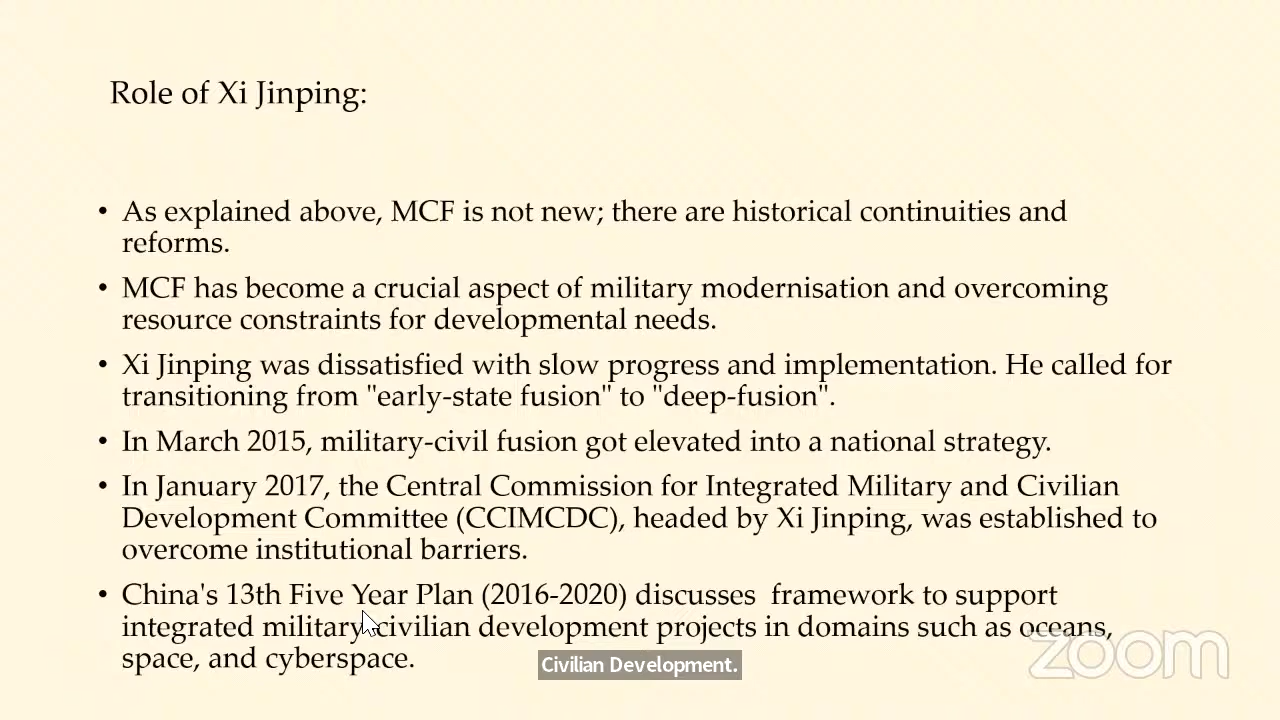 Role of Xi Jinping:
• As explained above, MCF is not new; there are historical continuities and
reforms.
• MCF has become a crucial aspect of military modernisation and overcoming
resource constraints for developmental needs.
• Xi Jinping was dissatisfied with slow progress and implementation. He called for
transitioning from "early-state fusion" to "deep-fusion".
• In March 2015, military-civil fusion got elevated into a national strategy.
• In January 2017, the Central Commission for Integrated Military and Civilian
Development Committee (CCIMCDC), headed by Xi Jinping, was established to
overcome institutional barriers.
• China's 13th Five Year Plan (2016-2020) discusses  framework to support
integrated military-civilian development projects in domains such as oceans,
space, and cyberspace.
Civilian Development.
zoom